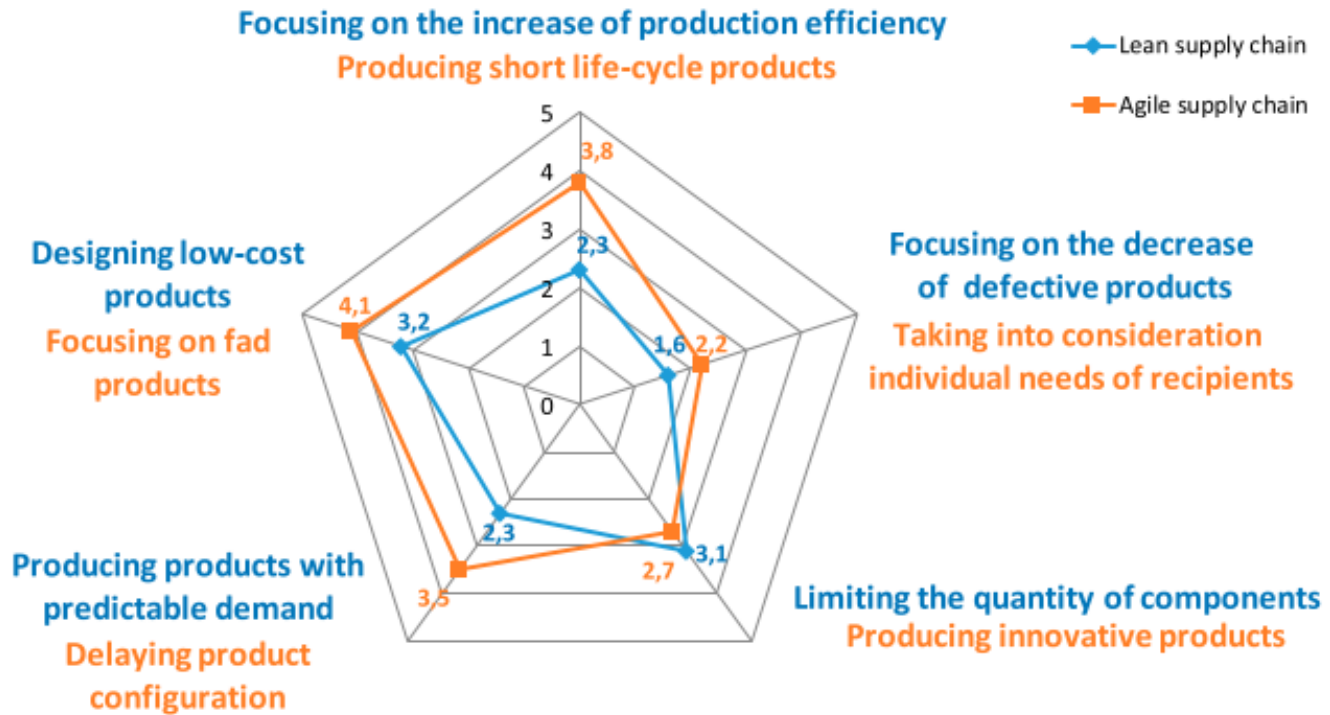 Focusing on the increase of production efficiency
Producing short life-cycle products
Lean supply chain
Agile supply chain
5
4
3
2
1
0
3,8
2,3
1,6
2,2
3,1
2,7
2,3
3,5
3,2
4,1
Focusing on the decrease
of defective products
Taking into consideration
individual needs of recipients
Limiting the quantity of components
Producing innovative products
Producing products with
predictable demand
Delaying product
configuration
Designing low-cost
products
Focusing on fad
products